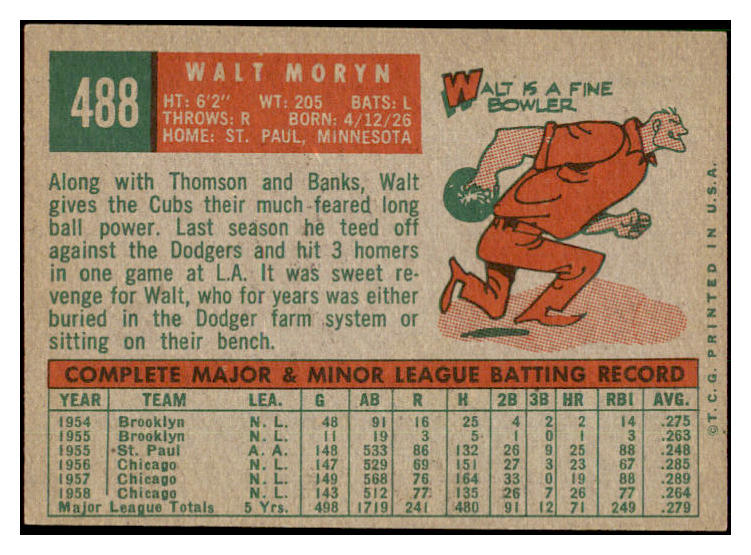 488
WALT MORYN
HT: 6'2" WT: 205 BATS: L
THROWS: R BORN: 4/12/26
HOME: ST. PAUL, MINNESOTA
WALT IS A FINE
BOWLER
Along with Thomson and Banks, Walt
gives the Cubs their much-feared long
ball power. Last season he teed off
against the Dodgers and hit 3 homers
in one game at L.A. It was sweet re-
venge for Walt, who for years was either
buried in the Dodger farm system or
sitting on their bench.
COMPLETE MAJOR & MINOR LEAGUE BATTING RECORD
YEAR TEAM LEA. G AB R H 2B 3B HR RBI AVG.
1954 Brooklyn N. L. 48 91 16 25 4 2 2 14 .275
1955 Brooklyn N. L. 11 19 3 5 1 0 1 3 .263
1955 •St. Paul A. A. 148 533 86 132 26 9 25 88 .248
1956 Chicago N. L. 147 529 69 151 27 3 23 67 .285
1957 Chicago N. L. 149 568 76 164 33 0 19 88 .289
1958 Chicago N. L. 143 512 77 135 26 7 26 77 .264
Major League Totals 5 Yrs. 498 1719 241 480 91 12 71 249 .279
©T.C.G. PRINTED IN U.S.A.